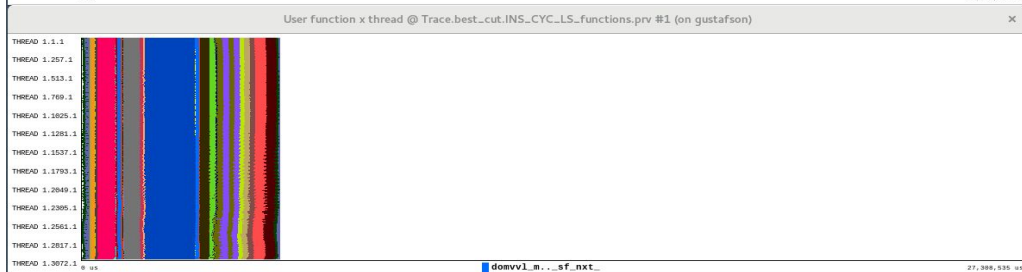 User function x thread @ Trace.best_cut.INS_CYC_LS_functions.prv #1 (on gustafson)
×
THREAD 1.1.1
THREAD 1.257.1
THREAD 1.513.1
THREAD 1.769.1
THREAD 1.1025.1
THREAD 1.1281.1
THREAD 1.1537.1
THREAD 1.1793.1
THREAD 1.2049.1
THREAD 1.2305.1
THREAD 1.2561.1
THREAD 1.2817.1
THREAD 1.3072.1
0 us
domvvl_m.._sf_nxt_
27,308,535 us